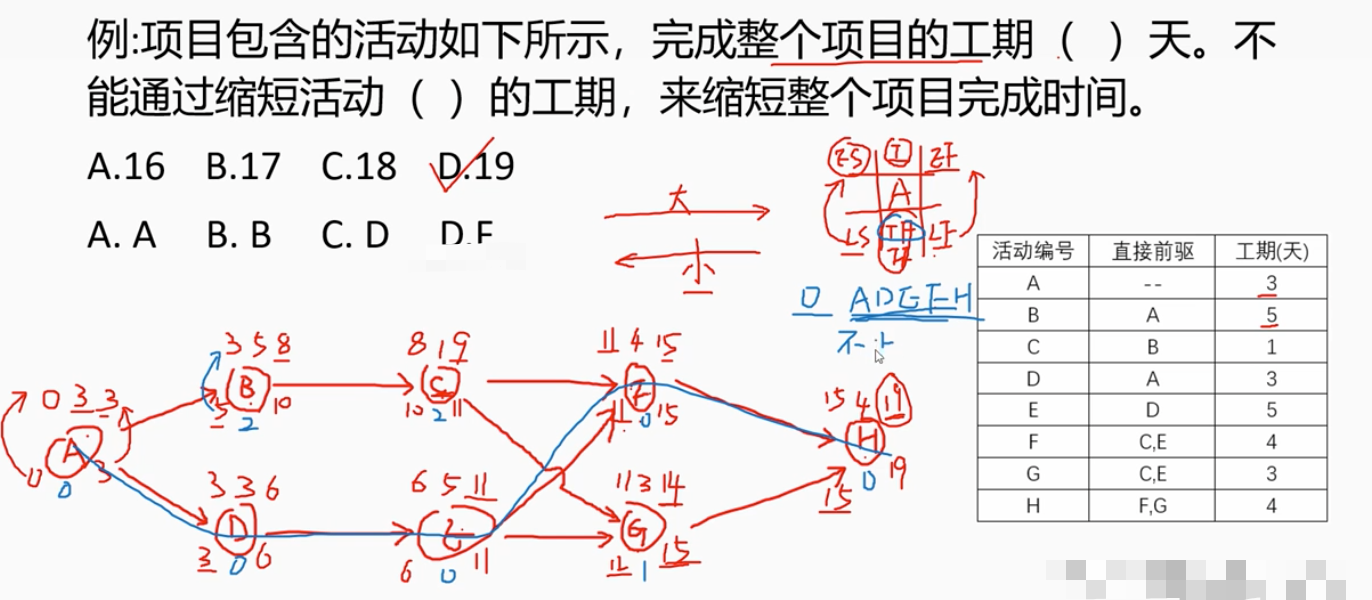 例:项目包含的活动如下所示，完成整个项目的工期（ ）天。不
能通过缩短活动（ ）的工期，来缩短整个项目完成时间。
A.16 B.17 C.18 D.19
A. A B. B C. D D.F
大
小
ES T EF
A
LS TF LF
0 ADEFH
活动编号 直接前驱 工期(天)
A -- 3
B A 5
C B 1
D A 3
E D 5
F C,E 4
G C,E 3
H F,G 4
0 3 3
A
0 0 3
3 5 8
B
5 2 10
8 1 9
C
10 2 11
11 4 15
F
11 0 15
15 4 19
H
15 0 19
3 3 6
D
3 0 6
6 5 11
E
6 0 11
11 3 14
G
12 1 15